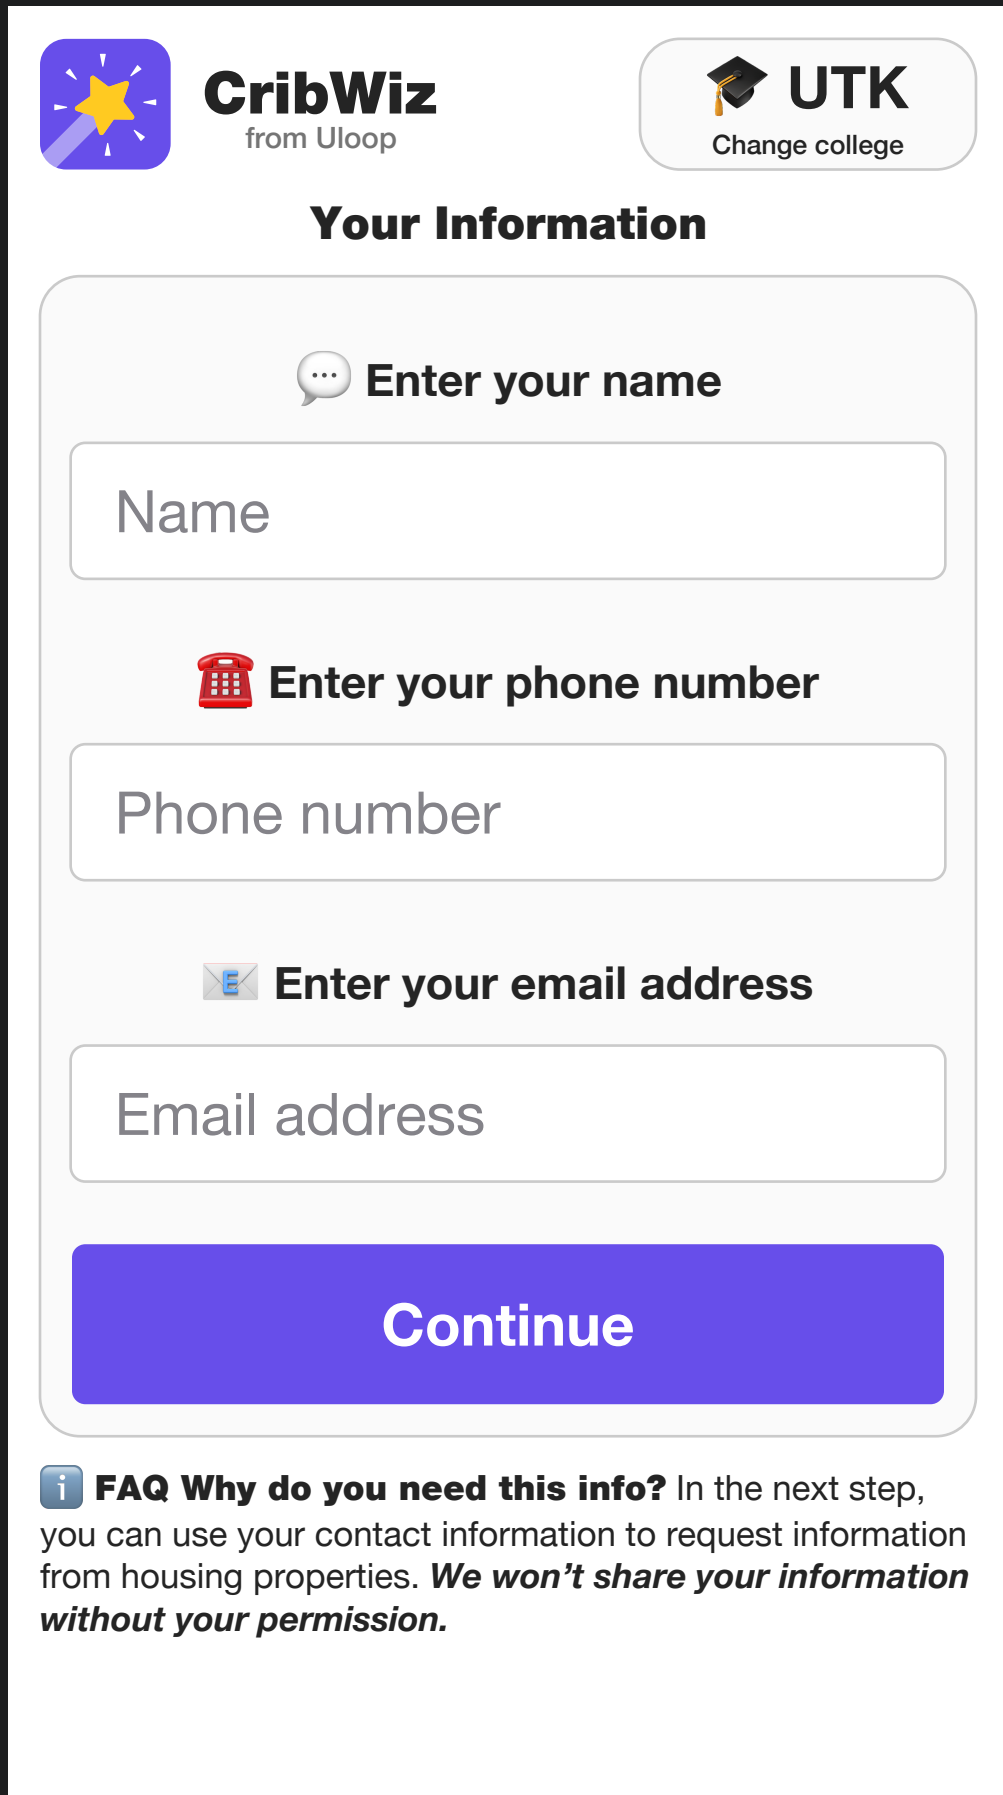 CribWiz
from Uloop
🎓 UTK
Change college
Your Information
💬 Enter your name
Name
☎️ Enter your phone number
Phone number
📧 Enter your email address
Email address
Continue
ℹ️ FAQ Why do you need this info? In the next step,
you can use your contact information to request information
from housing properties. We won’t share your information
without your permission.